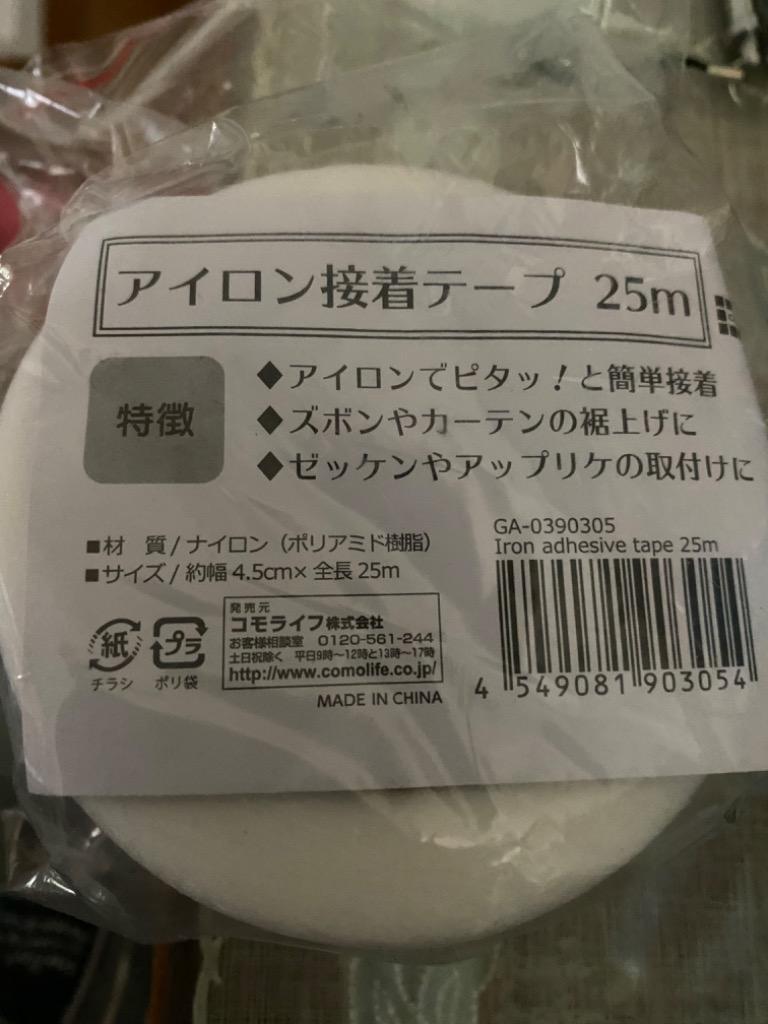 アイロン接着テープ 25m
特徴
◆アイロンでピタッ！と簡単接着
◆ズボンやカーテンの裾上げに
◆ゼッケンやアップリケの取付けに
■材　質/ナイロン（ポリアミド樹脂）
■サイズ/約幅 4.5cm× 全長 25m
GA-0390305
Iron adhesive tape 25m
4 549081 903054
紙
チラシ
プラ
ポリ袋
発売元
コモライフ株式会社
お客様相談室　0120-561-244
土日祝除く　平日9時～12時と13時～17時
http://www.comolife.co.jp/
MADE IN CHINA